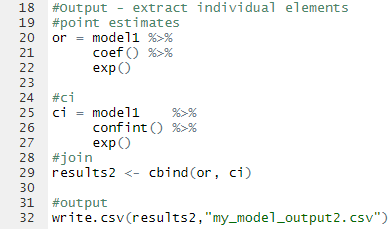 18 #Output - extract individual elements
19 #point estimates
20 or = model1 %>%
21 coef() %>%
22 exp()
23
24 #ci
25 ci = model1 %>%
26 confint() %>%
27 exp()
28 #join
29 results2 <- cbind(or, ci)
30
31 #output
32 write.csv(results2,"my_model_output2.csv")